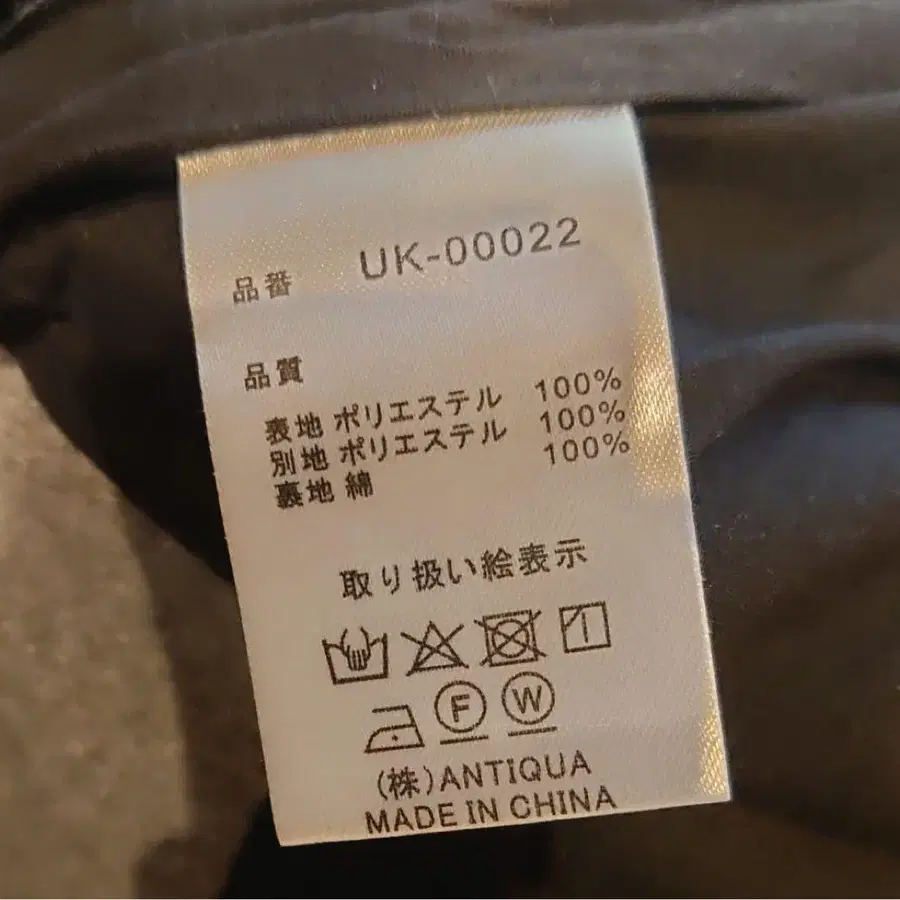 品番 UK-00022
品質
表地 ポリエステル 100%
別地 ポリエステル 100%
裏地 綿 100%
取り扱い絵表示
F W
(株)ANTIQUA
MADE IN CHINA